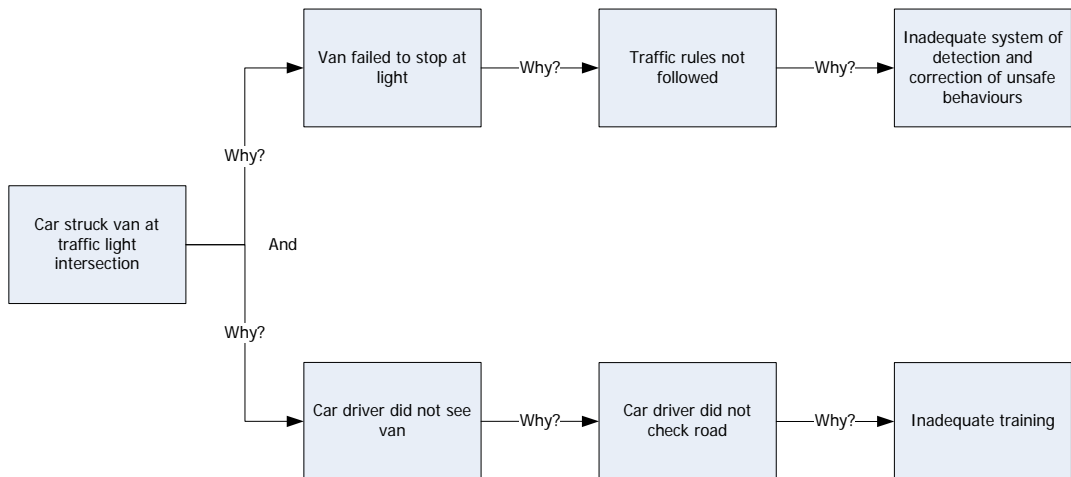 Van failed to stop at
light
Why?
Traffic rules not
followed
Why?
Inadequate system of
detection and
correction of unsafe
behaviours
Why?
Car struck van at
traffic light
intersection
And
Why?
Car driver did not see
van
Why?
Car driver did not
check road
Why?
Inadequate training